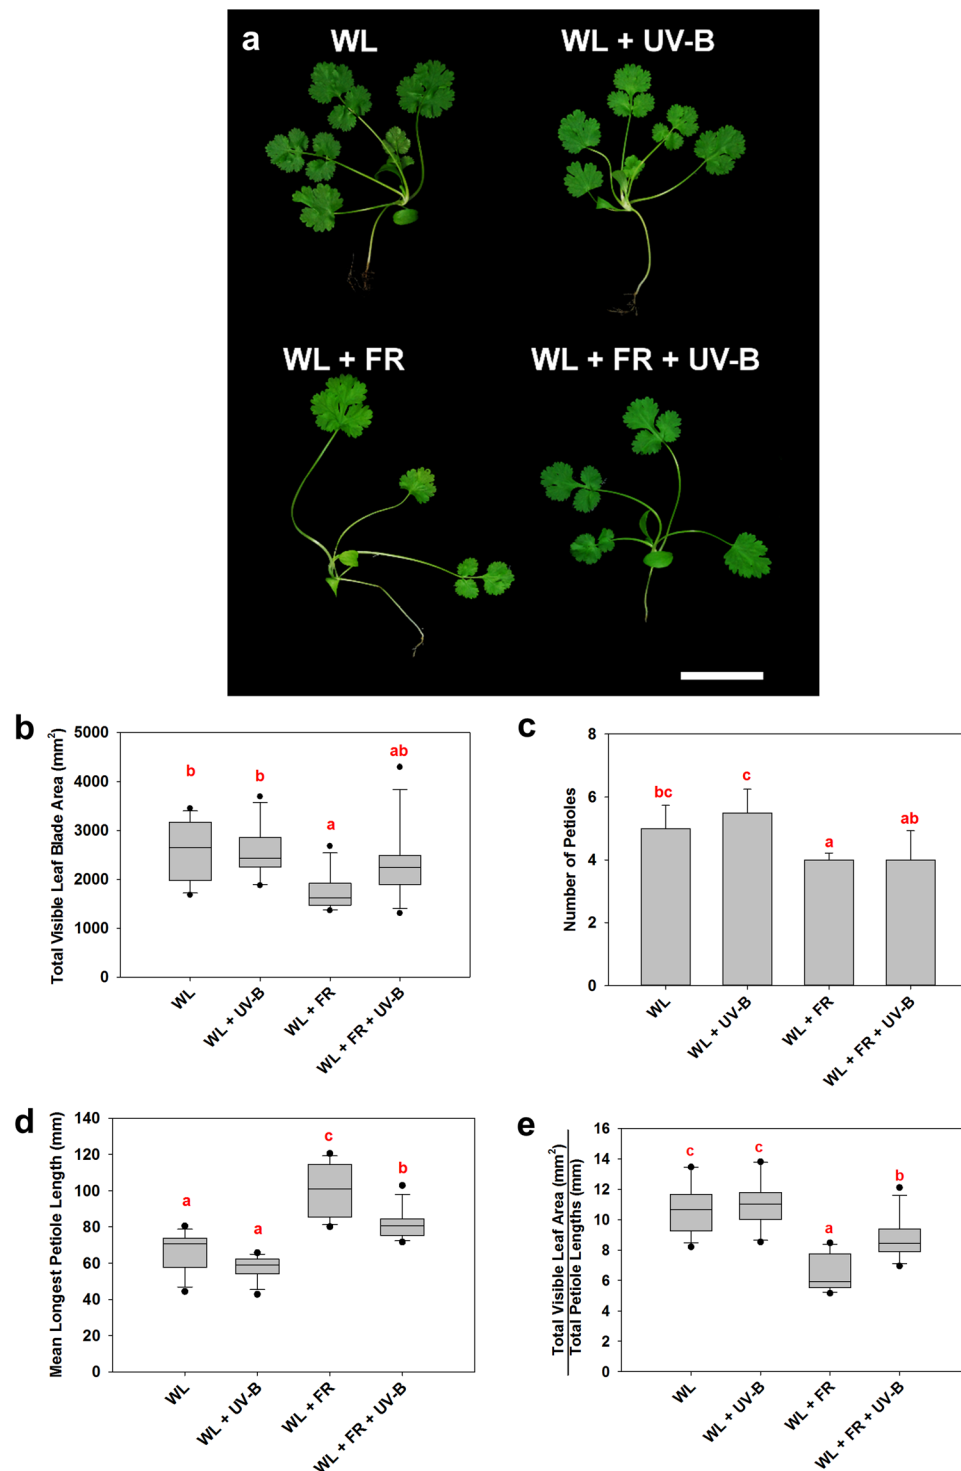 a
WL
WL + UV-B
WL + FR
WL + FR + UV-B
b
Total Visible Leaf Blade Area (mm²)
5000
4000
3000
2000
1000
0
b
b
a
ab
WL
WL + UV-B
WL + FR
WL + FR + UV-B
c
Number of Petioles
8
6
4
2
0
bc
c
a
ab
WL
WL + UV-B
WL + FR
WL + FR + UV-B
d
Mean Longest Petiole Length (mm)
140
120
100
80
60
40
20
0
a
a
c
b
WL
WL + UV-B
WL + FR
WL + FR + UV-B
e
Total Visible Leaf Area (mm²)
Total Petiole Lengths (mm)
16
14
12
10
8
6
4
2
0
c
c
a
b
WL
WL + UV-B
WL + FR
WL + FR + UV-B